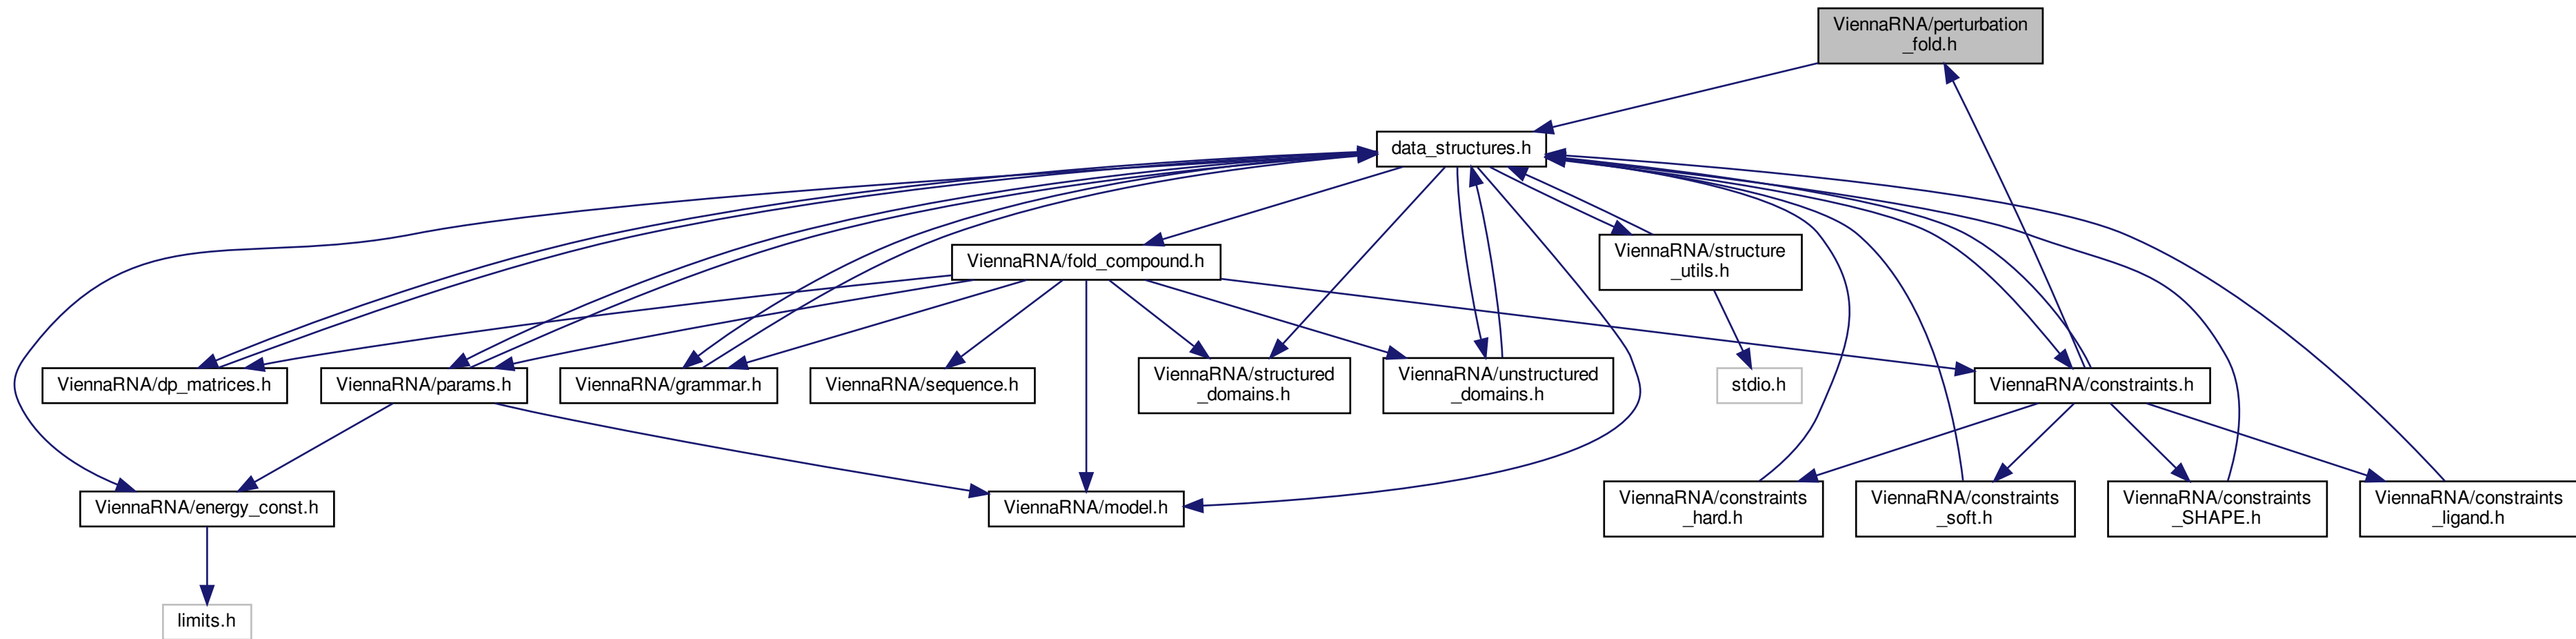 ViennaRNA/perturbation
_fold.h
data_structures.h
ViennaRNA/fold_compound.h
ViennaRNA/structure
_utils.h
ViennaRNA/dp_matrices.h
ViennaRNA/params.h
ViennaRNA/grammar.h
ViennaRNA/sequence.h
ViennaRNA/structured
_domains.h
ViennaRNA/unstructured
_domains.h
stdio.h
ViennaRNA/constraints.h
ViennaRNA/energy_const.h
ViennaRNA/model.h
ViennaRNA/constraints
_hard.h
ViennaRNA/constraints
_soft.h
ViennaRNA/constraints
_SHAPE.h
ViennaRNA/constraints
_ligand.h
limits.h